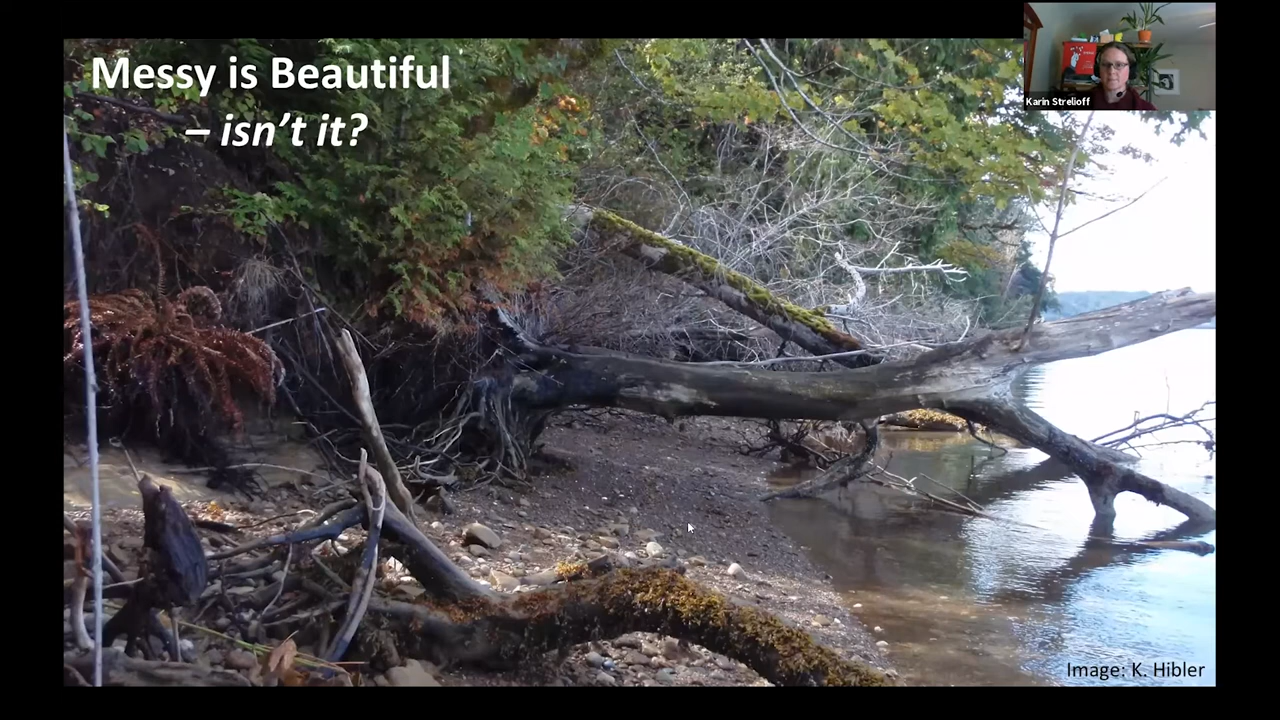 Messy is Beautiful
– isn't it?
Karin Strelioff
Image: K. Hibler